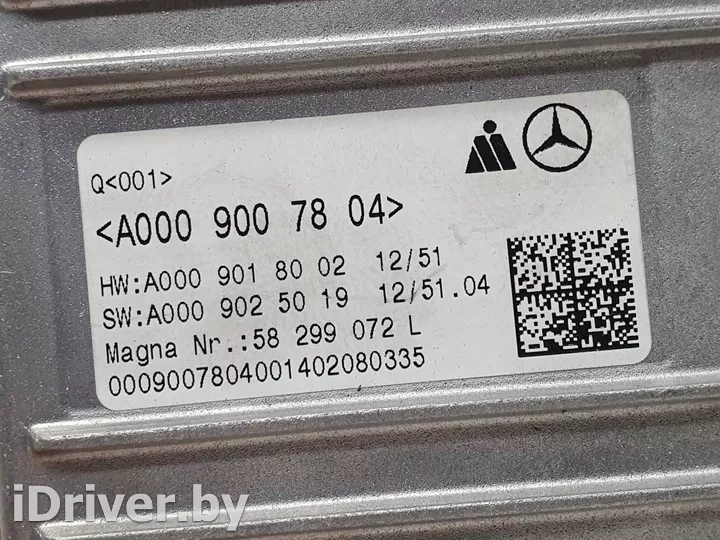 Q<001>
<A000 900 78 04>
HW:A000 901 80 02 12/51
SW:A000 902 50 19 12/51.04
Magna Nr.:58 299 072 L
0009007804001402080335
iDriver.by